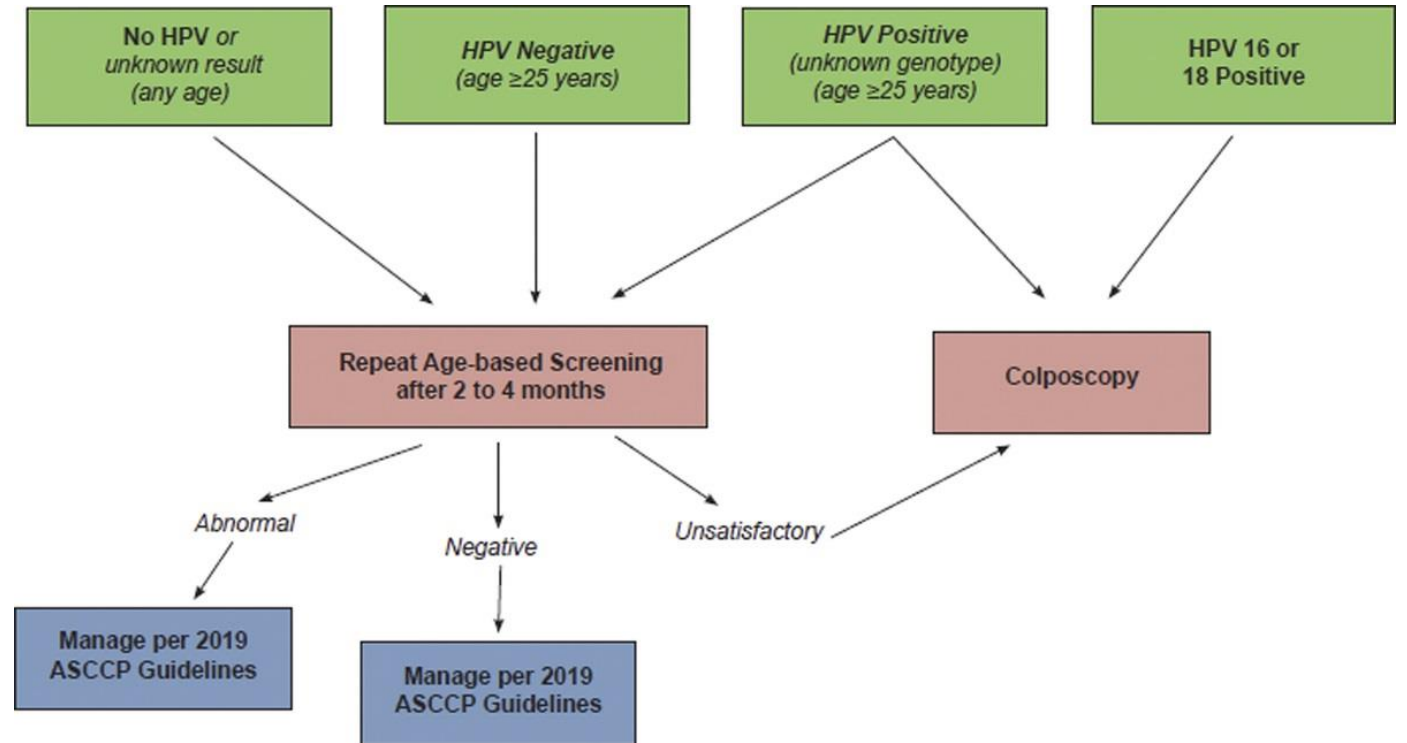 No HPV or
unknown result
(any age)
HPV Negative
(age ≥25 years)
HPV Positive
(unknown genotype)
(age ≥25 years)
HPV 16 or
18 Positive
Repeat Age-based Screening
after 2 to 4 months
Colposcopy
Abnormal
Negative
Unsatisfactory
Manage per 2019
ASCCP Guidelines
Manage per 2019
ASCCP Guidelines